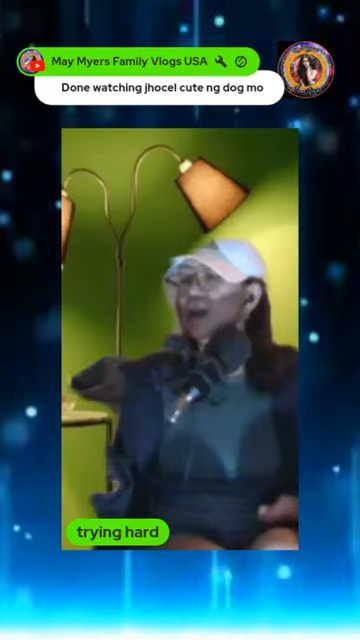 May Myers Family Vlogs USA
Done watching jhocel cute ng dog mo
trying hard